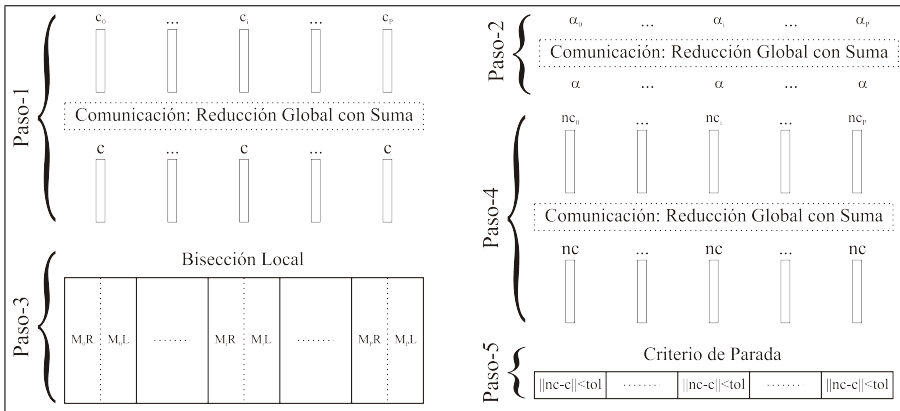 Paso-1
c₀ ... cᵢ ... cₚ
Comunicación: Reducción Global con Suma
c ... c ... c
Paso-3
Bisección Local
M₀R M₀L ........ MᵢR MᵢL ........ MₚR MₚL
Paso-2
α₀ ... αᵢ ... αₚ
Comunicación: Reducción Global con Suma
α ... α ... α
Paso-4
nc₀ ... ncᵢ ... ncₚ
Comunicación: Reducción Global con Suma
nc ... nc ... nc
Paso-5
Criterio de Parada
||nc-c||<tol ........ ||nc-c||<tol ........ ||nc-c||<tol